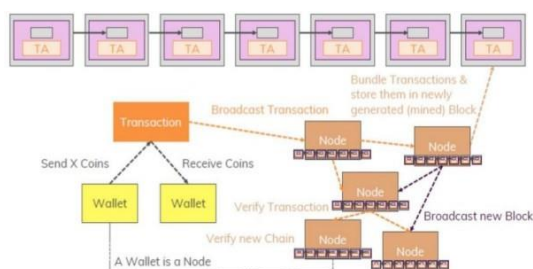 TA TA TA TA TA TA TA
Bundle Transactions &
store them in newly
generated (mined) Block
Broadcast Transaction
Transaction
Node
Node
Send X Coins
Receive Coins
Node
Wallet
Wallet
Verify Transaction
Broadcast new Block
Verify new Chain
Node
Node
A Wallet is a Node